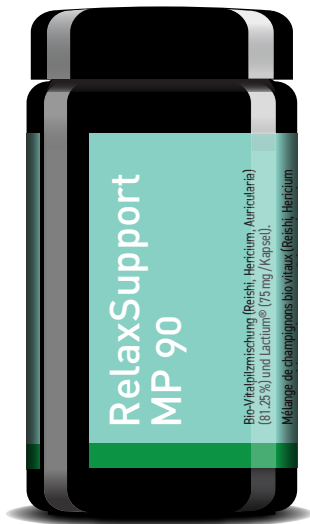 RelaxSupport
MP 90
Bio-Vitalpilzmischung (Reishi, Hericium, Auricularia)
(81.25 %) und Lactium® (75 mg / Kapsel).
Mélange de champignons bio vitaux (Reishi, Hericium